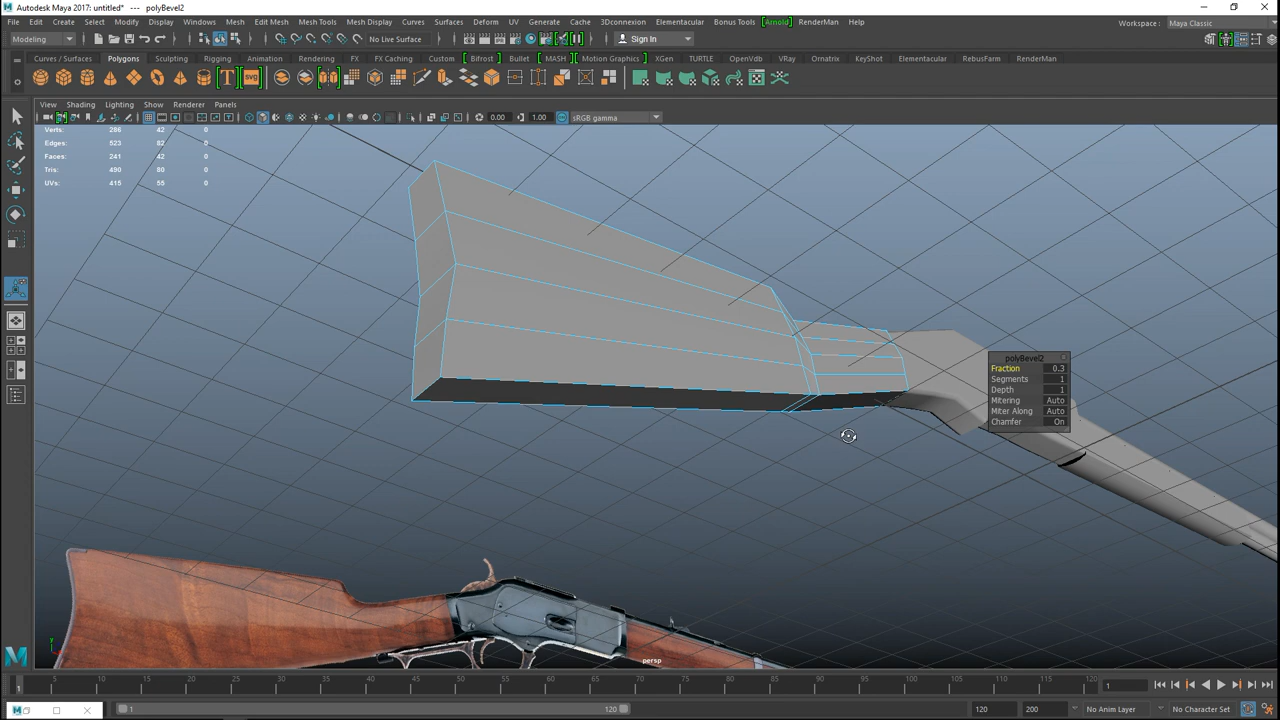 Autodesk Maya 2017: untitled* --- polyBevel2
File Edit Create Select Modify Display Windows Mesh Edit Mesh Mesh Tools Mesh Display Curves Surfaces Deform UV Generate Cache 3Dconnexion Elementacular Bonus Tools Arnold RenderMan Help
Workspace : Maya Classic
Modeling No Live Surface Sign In
Curves / Surfaces Polygons Sculpting Rigging Animation Rendering FX FX Caching Custom Bifrost Bullet MASH Motion Graphics XGen TURTLE OpenVdb VRay Ornatrix KeyShot Elementacular RebusFarm RenderMan
T svg
View Shading Lighting Show Renderer Panels
0.00 1.00 sRGB gamma
Verts: 286 42 0
Edges: 523 82 0
Faces: 241 42 0
Tris: 490 80 0
UVs: 415 55 0
polyBevel2
Fraction 0.3
Segments 1
Depth 1
Mitering Auto
Miter Along Auto
Chamfer On
persp
1 5 10 15 20 25 30 35 40 45 50 55 60 65 70 75 80 85 90 95 100 105 110 115 120 1
1 120 120 200 No Anim Layer No Character Set